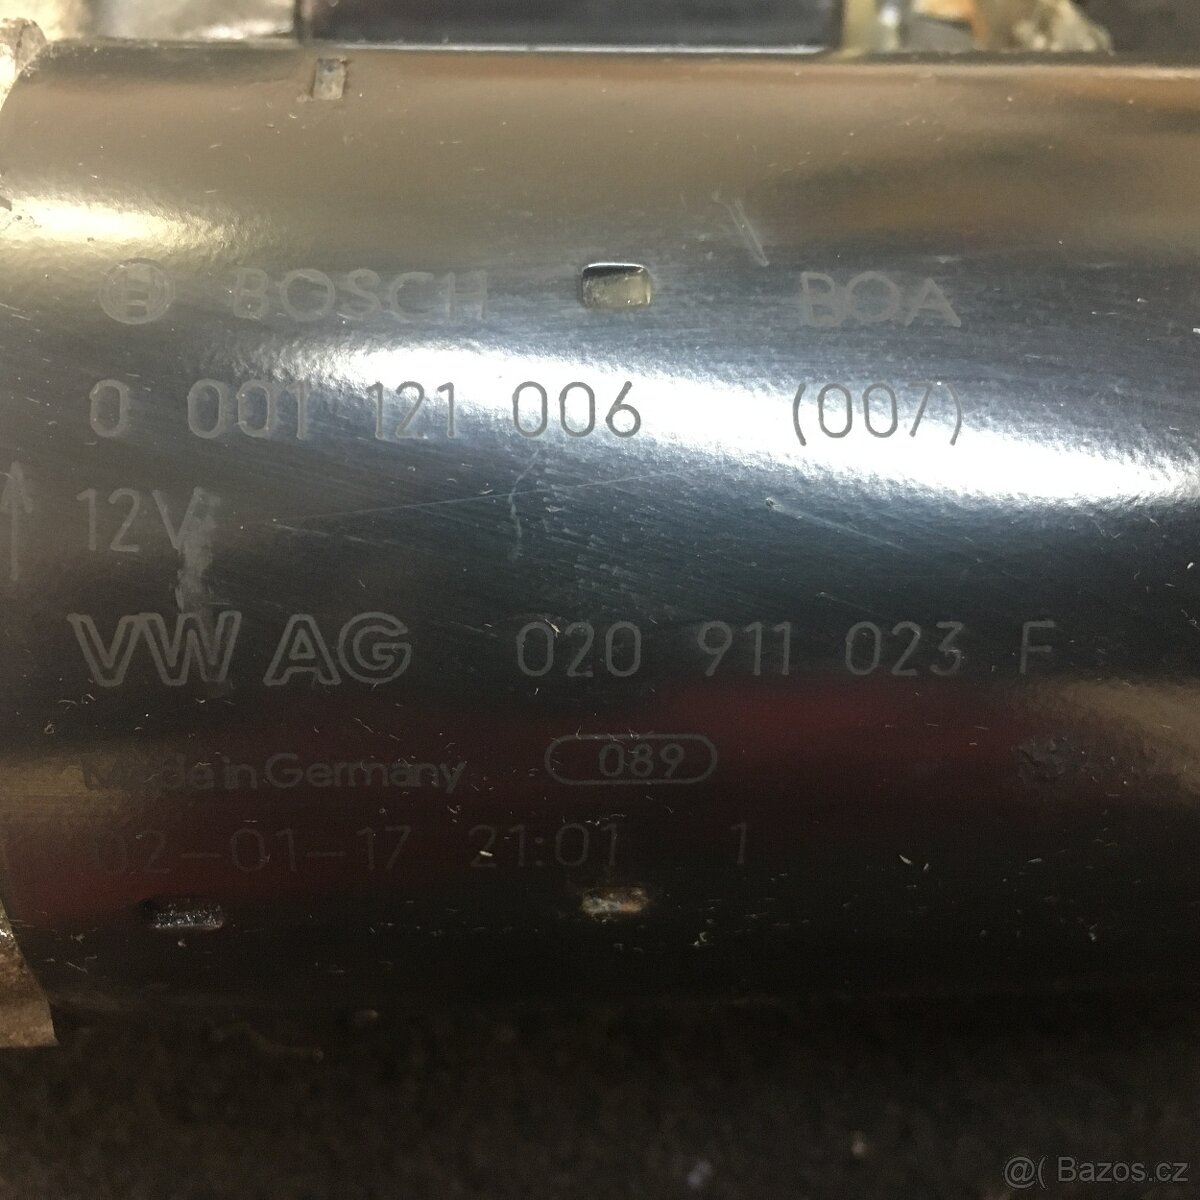 BOSCH BOA
0 001 121 006 (007)
12V
VW AG 020 911 023 F
Made in Germany 089
02-01-17 21:01 1
@( Bazos.cz